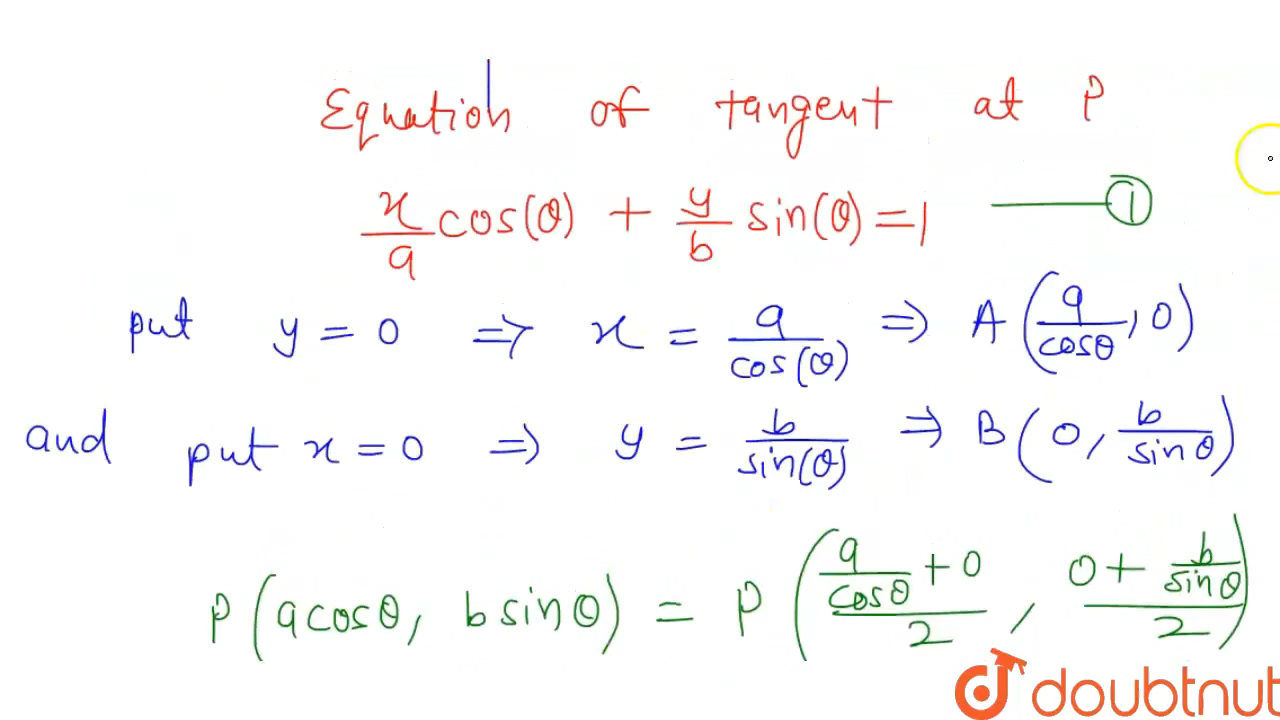 Equation of tangent at P
x/a cos(θ) + y/b sin(θ) = 1 —— ①
put y = 0 ⇒ x = a/cos(θ) ⇒ A(a/cosθ, 0)
and put x = 0 ⇒ y = b/sin(θ) ⇒ B(0, b/sinθ)
P(a cosθ, b sinθ) = P((a/cosθ + 0)/2, (0 + b/sinθ)/2)
doubtnut